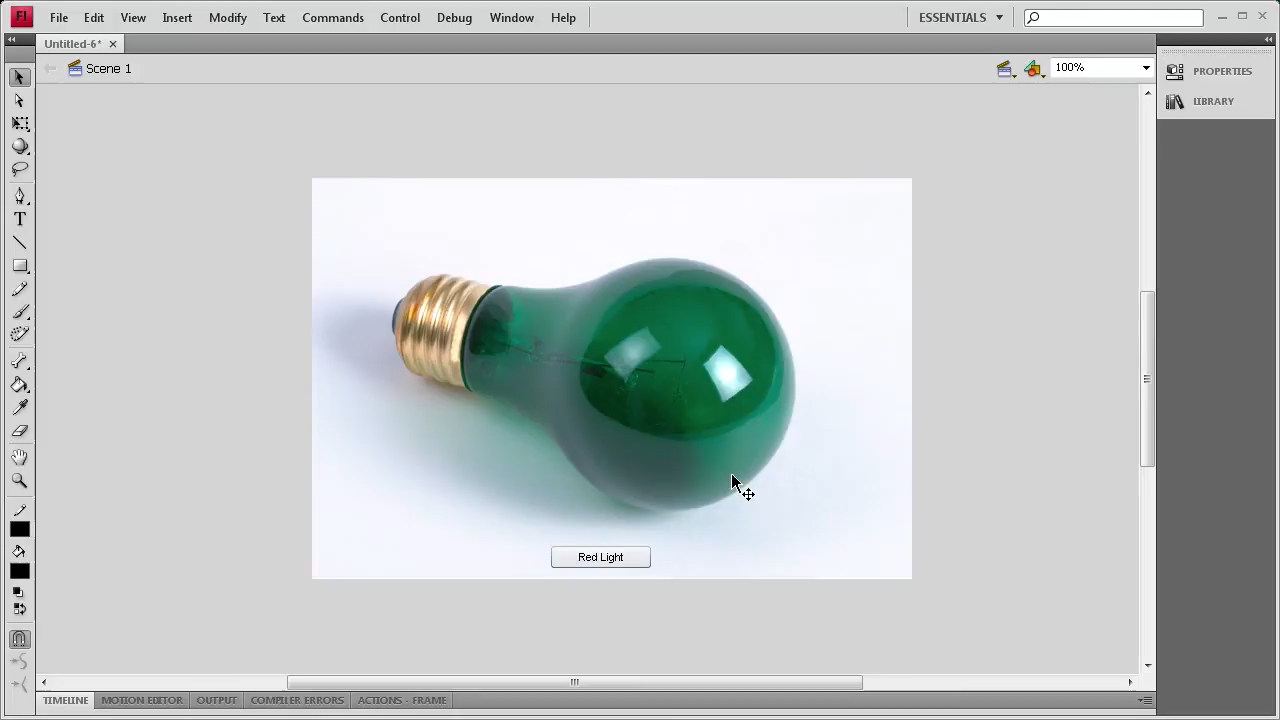 Fl File Edit View Insert Modify Text Commands Control Debug Window Help ESSENTIALS
Untitled-6*
Scene 1 100%
PROPERTIES
LIBRARY
T
Red Light
TIMELINE MOTION EDITOR OUTPUT COMPILER ERRORS ACTIONS - FRAME